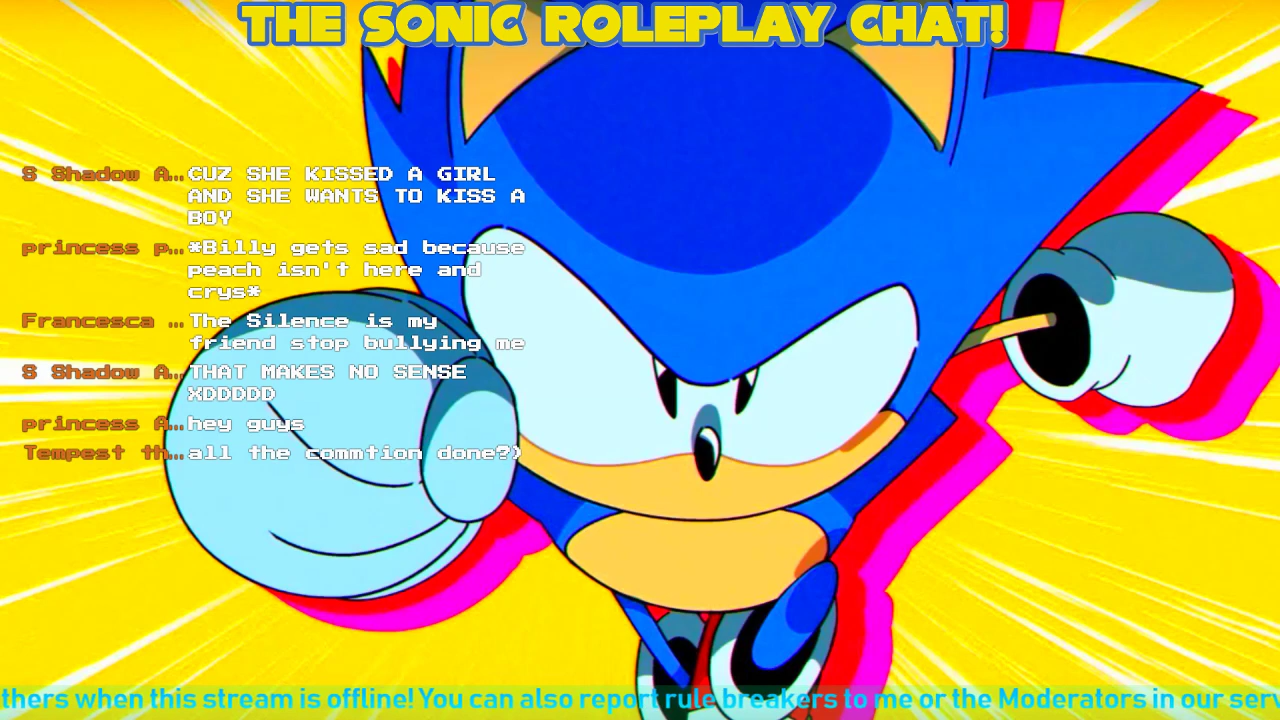 THE SONIC ROLEPLAY CHAT!
S Shadow A… CUZ SHE KISSED A GIRL
AND SHE WANTS TO KISS A
BOY
princess p… *Billy gets sad because
peach isn't here and
crys*
Francesca … The Silence is my
friend stop bullying me
S Shadow A… THAT MAKES NO SENSE
XDDDDD
princess A… hey guys
Tempest th… all the commtion done?)
thers when this stream is offline! You can also report rule breakers to me or the Moderators in our serv